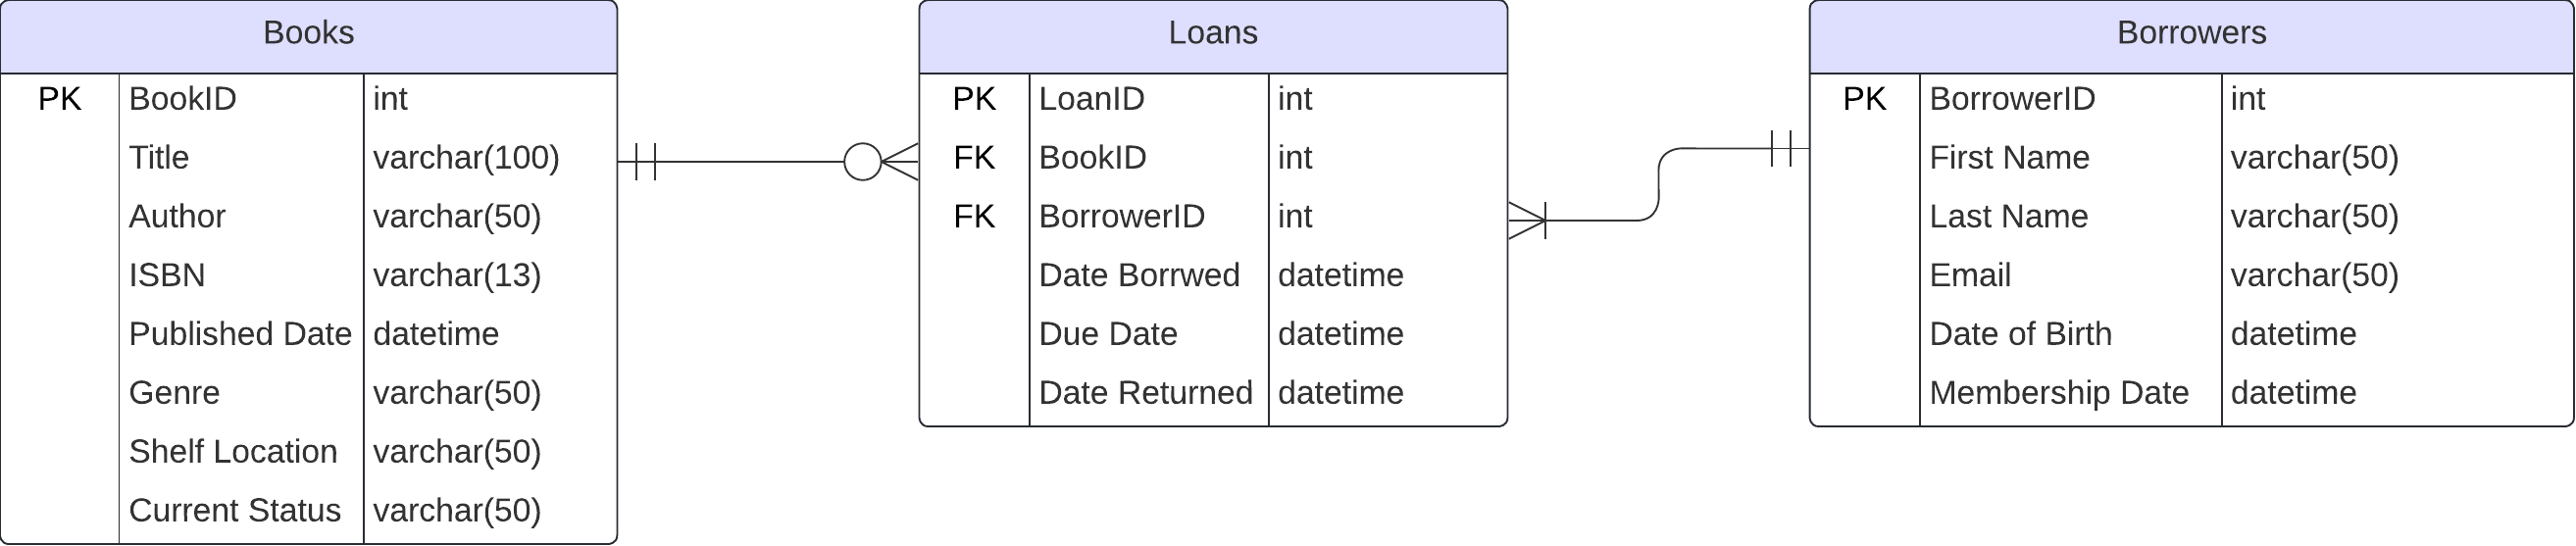 Books
PK BookID int
Title varchar(100)
Author varchar(50)
ISBN varchar(13)
Published Date datetime
Genre varchar(50)
Shelf Location varchar(50)
Current Status varchar(50)
Loans
PK LoanID int
FK BookID int
FK BorrowerID int
Date Borrwed datetime
Due Date datetime
Date Returned datetime
Borrowers
PK BorrowerID int
First Name varchar(50)
Last Name varchar(50)
Email varchar(50)
Date of Birth datetime
Membership Date datetime